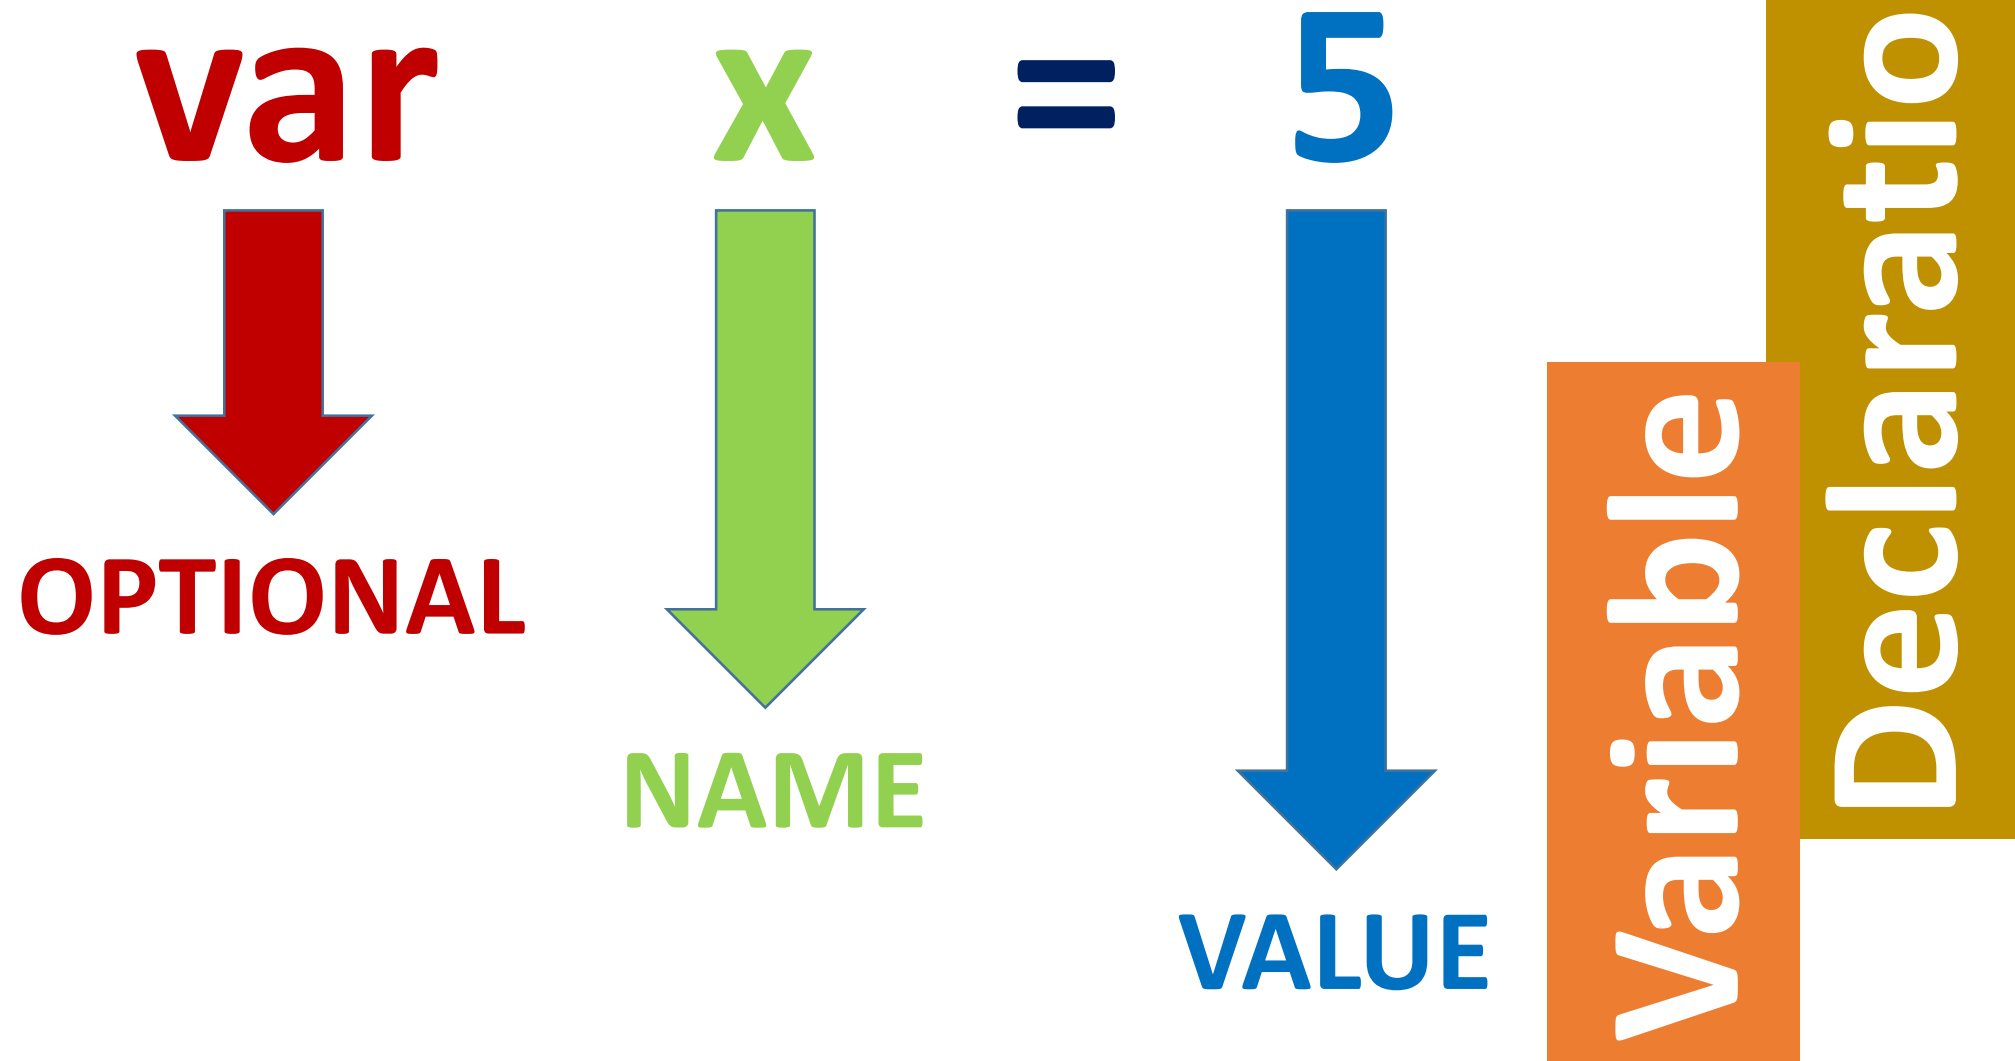 var x = 5
OPTIONAL
NAME
VALUE
Variable
Declaratio